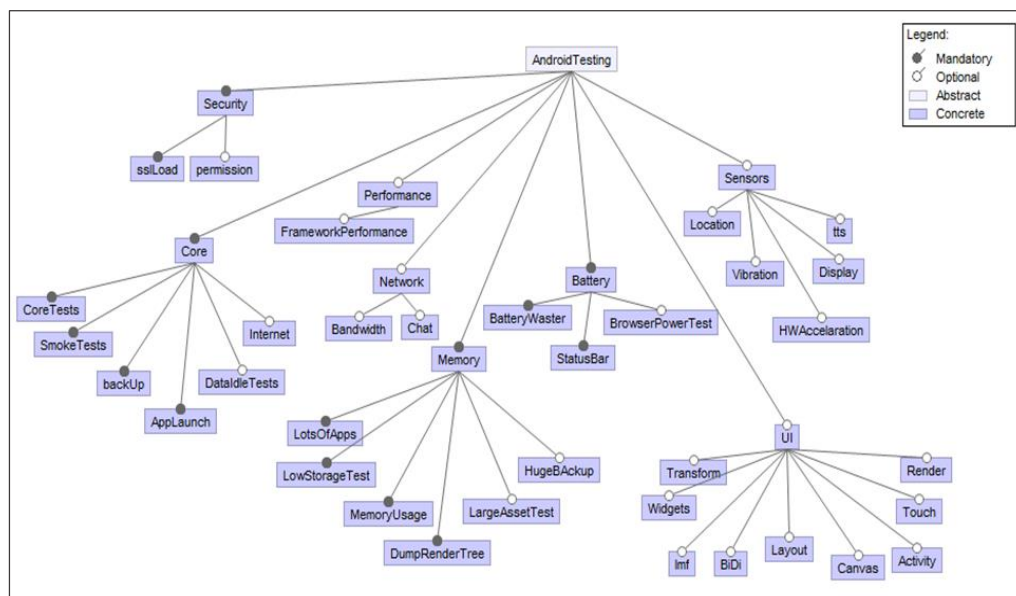 AndroidTesting
Legend:
Mandatory
Optional
Abstract
Concrete
Security
sslLoad
permission
Performance
FrameworkPerformance
Sensors
Location
tts
Vibration
Display
HWAccelaration
Core
CoreTests
SmokeTests
backUp
AppLaunch
DataIdleTests
Internet
Network
Bandwidth
Chat
Battery
BatteryWaster
StatusBar
BrowserPowerTest
Memory
LotsOfApps
LowStorageTest
MemoryUsage
DumpRenderTree
LargeAssetTest
HugeBAckup
UI
Transform
Widgets
Imf
BiDi
Layout
Canvas
Activity
Touch
Render